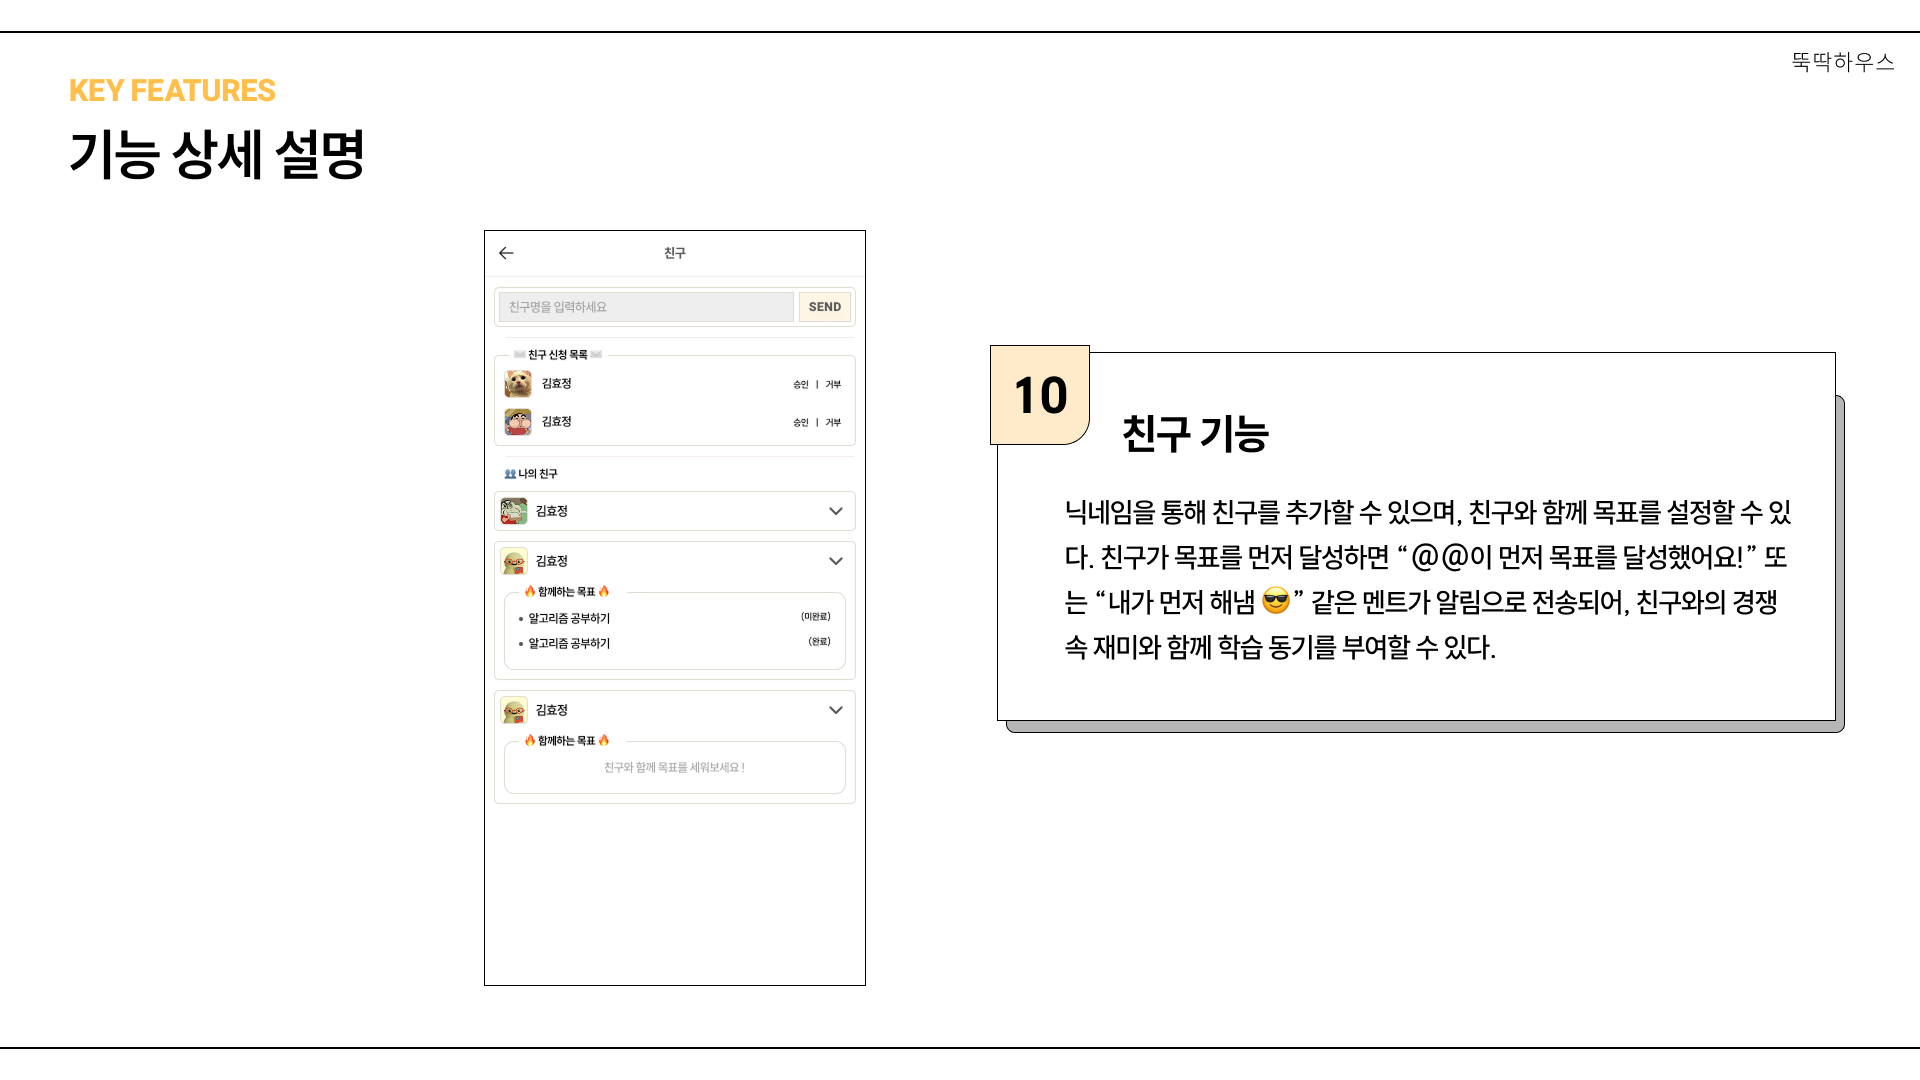 뚝딱하우스
KEY FEATURES
기능 상세 설명
친구
친구명을 입력하세요
SEND
✉️ 친구 신청 목록 ✉️
김효정
승인 | 거부
김효정
승인 | 거부
👥 나의 친구
김효정
김효정
🔥 함께하는 목표 🔥
• 알고리즘 공부하기
(미완료)
• 알고리즘 공부하기
(완료)
김효정
🔥 함께하는 목표 🔥
친구와 함께 목표를 세워보세요 !
10
친구 기능
닉네임을 통해 친구를 추가할 수 있으며, 친구와 함께 목표를 설정할 수 있
다. 친구가 목표를 먼저 달성하면 “@@이 먼저 목표를 달성했어요!” 또
는 “내가 먼저 해냄 😎” 같은 멘트가 알림으로 전송되어, 친구와의 경쟁
속 재미와 함께 학습 동기를 부여할 수 있다.